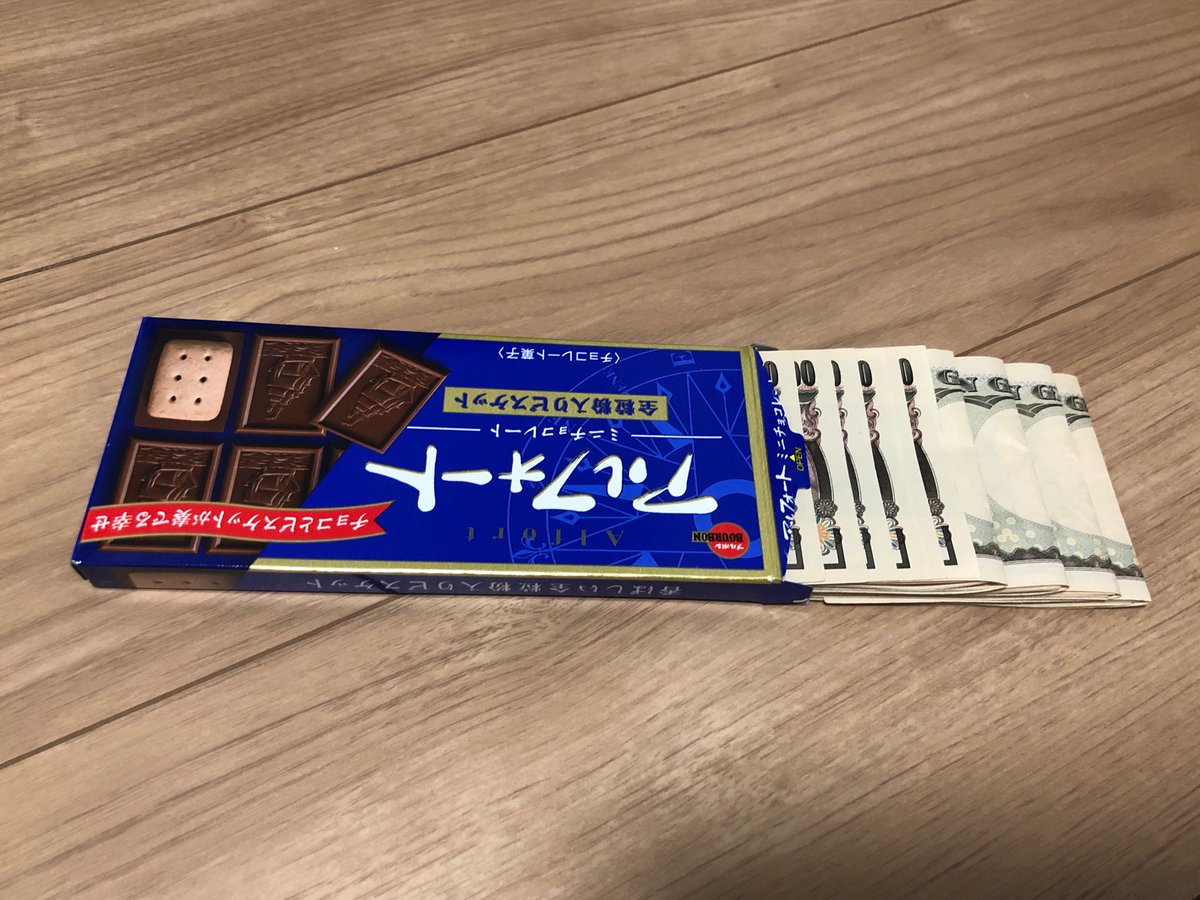 〈チョコレート菓子〉
全粒粉入りビスケット
ミニチョコレート
アルフォート
Alfort
ブルボン
BOURBON
チョコとビスケットが奏でる幸せ
香ばしい全粒粉入りビスケット
アルフォート ミニチョコレ
OPEN